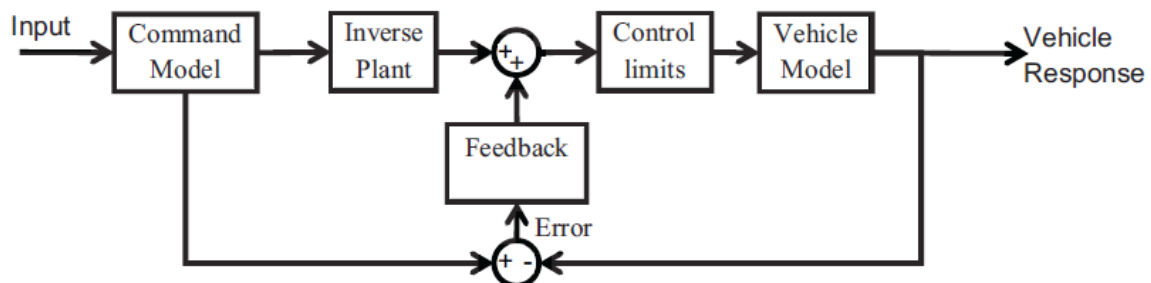 Input
Command
Model
Inverse
Plant
+
+
Control
limits
Vehicle
Model
Vehicle
Response
Feedback
Error
+ -